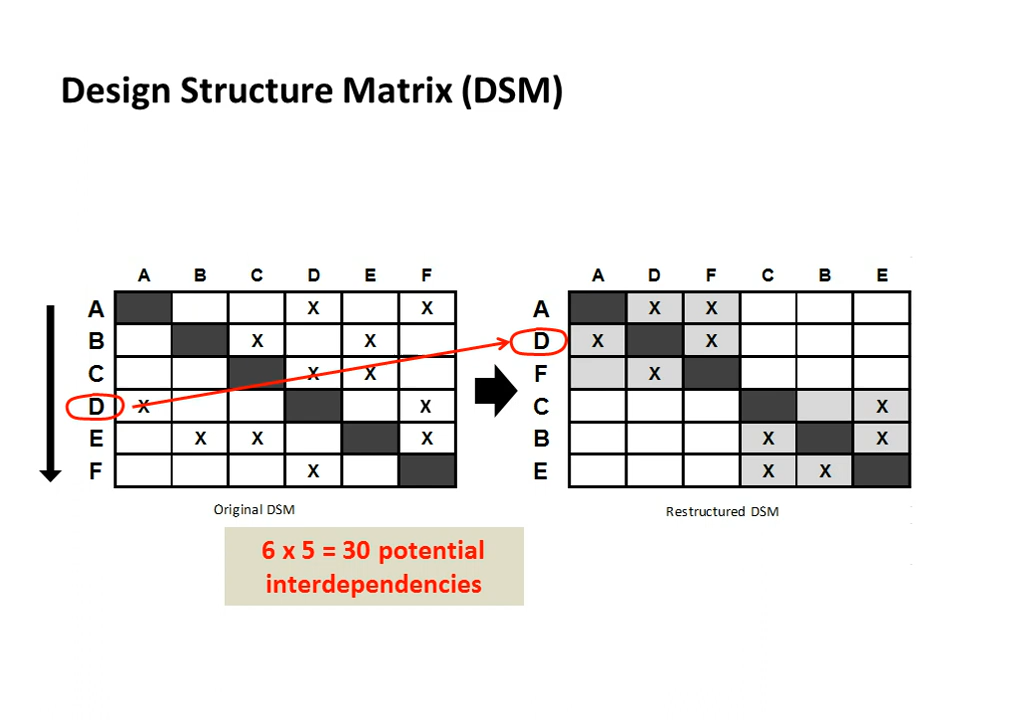 Design Structure Matrix (DSM)
A B C D E F
A X X
B X X
C X X
D X X
E X X X
F X
Original DSM
A D F C B E
A X X
D X X
F X
C X
B X X
E X X
Restructured DSM
6 x 5 = 30 potential
interdependencies